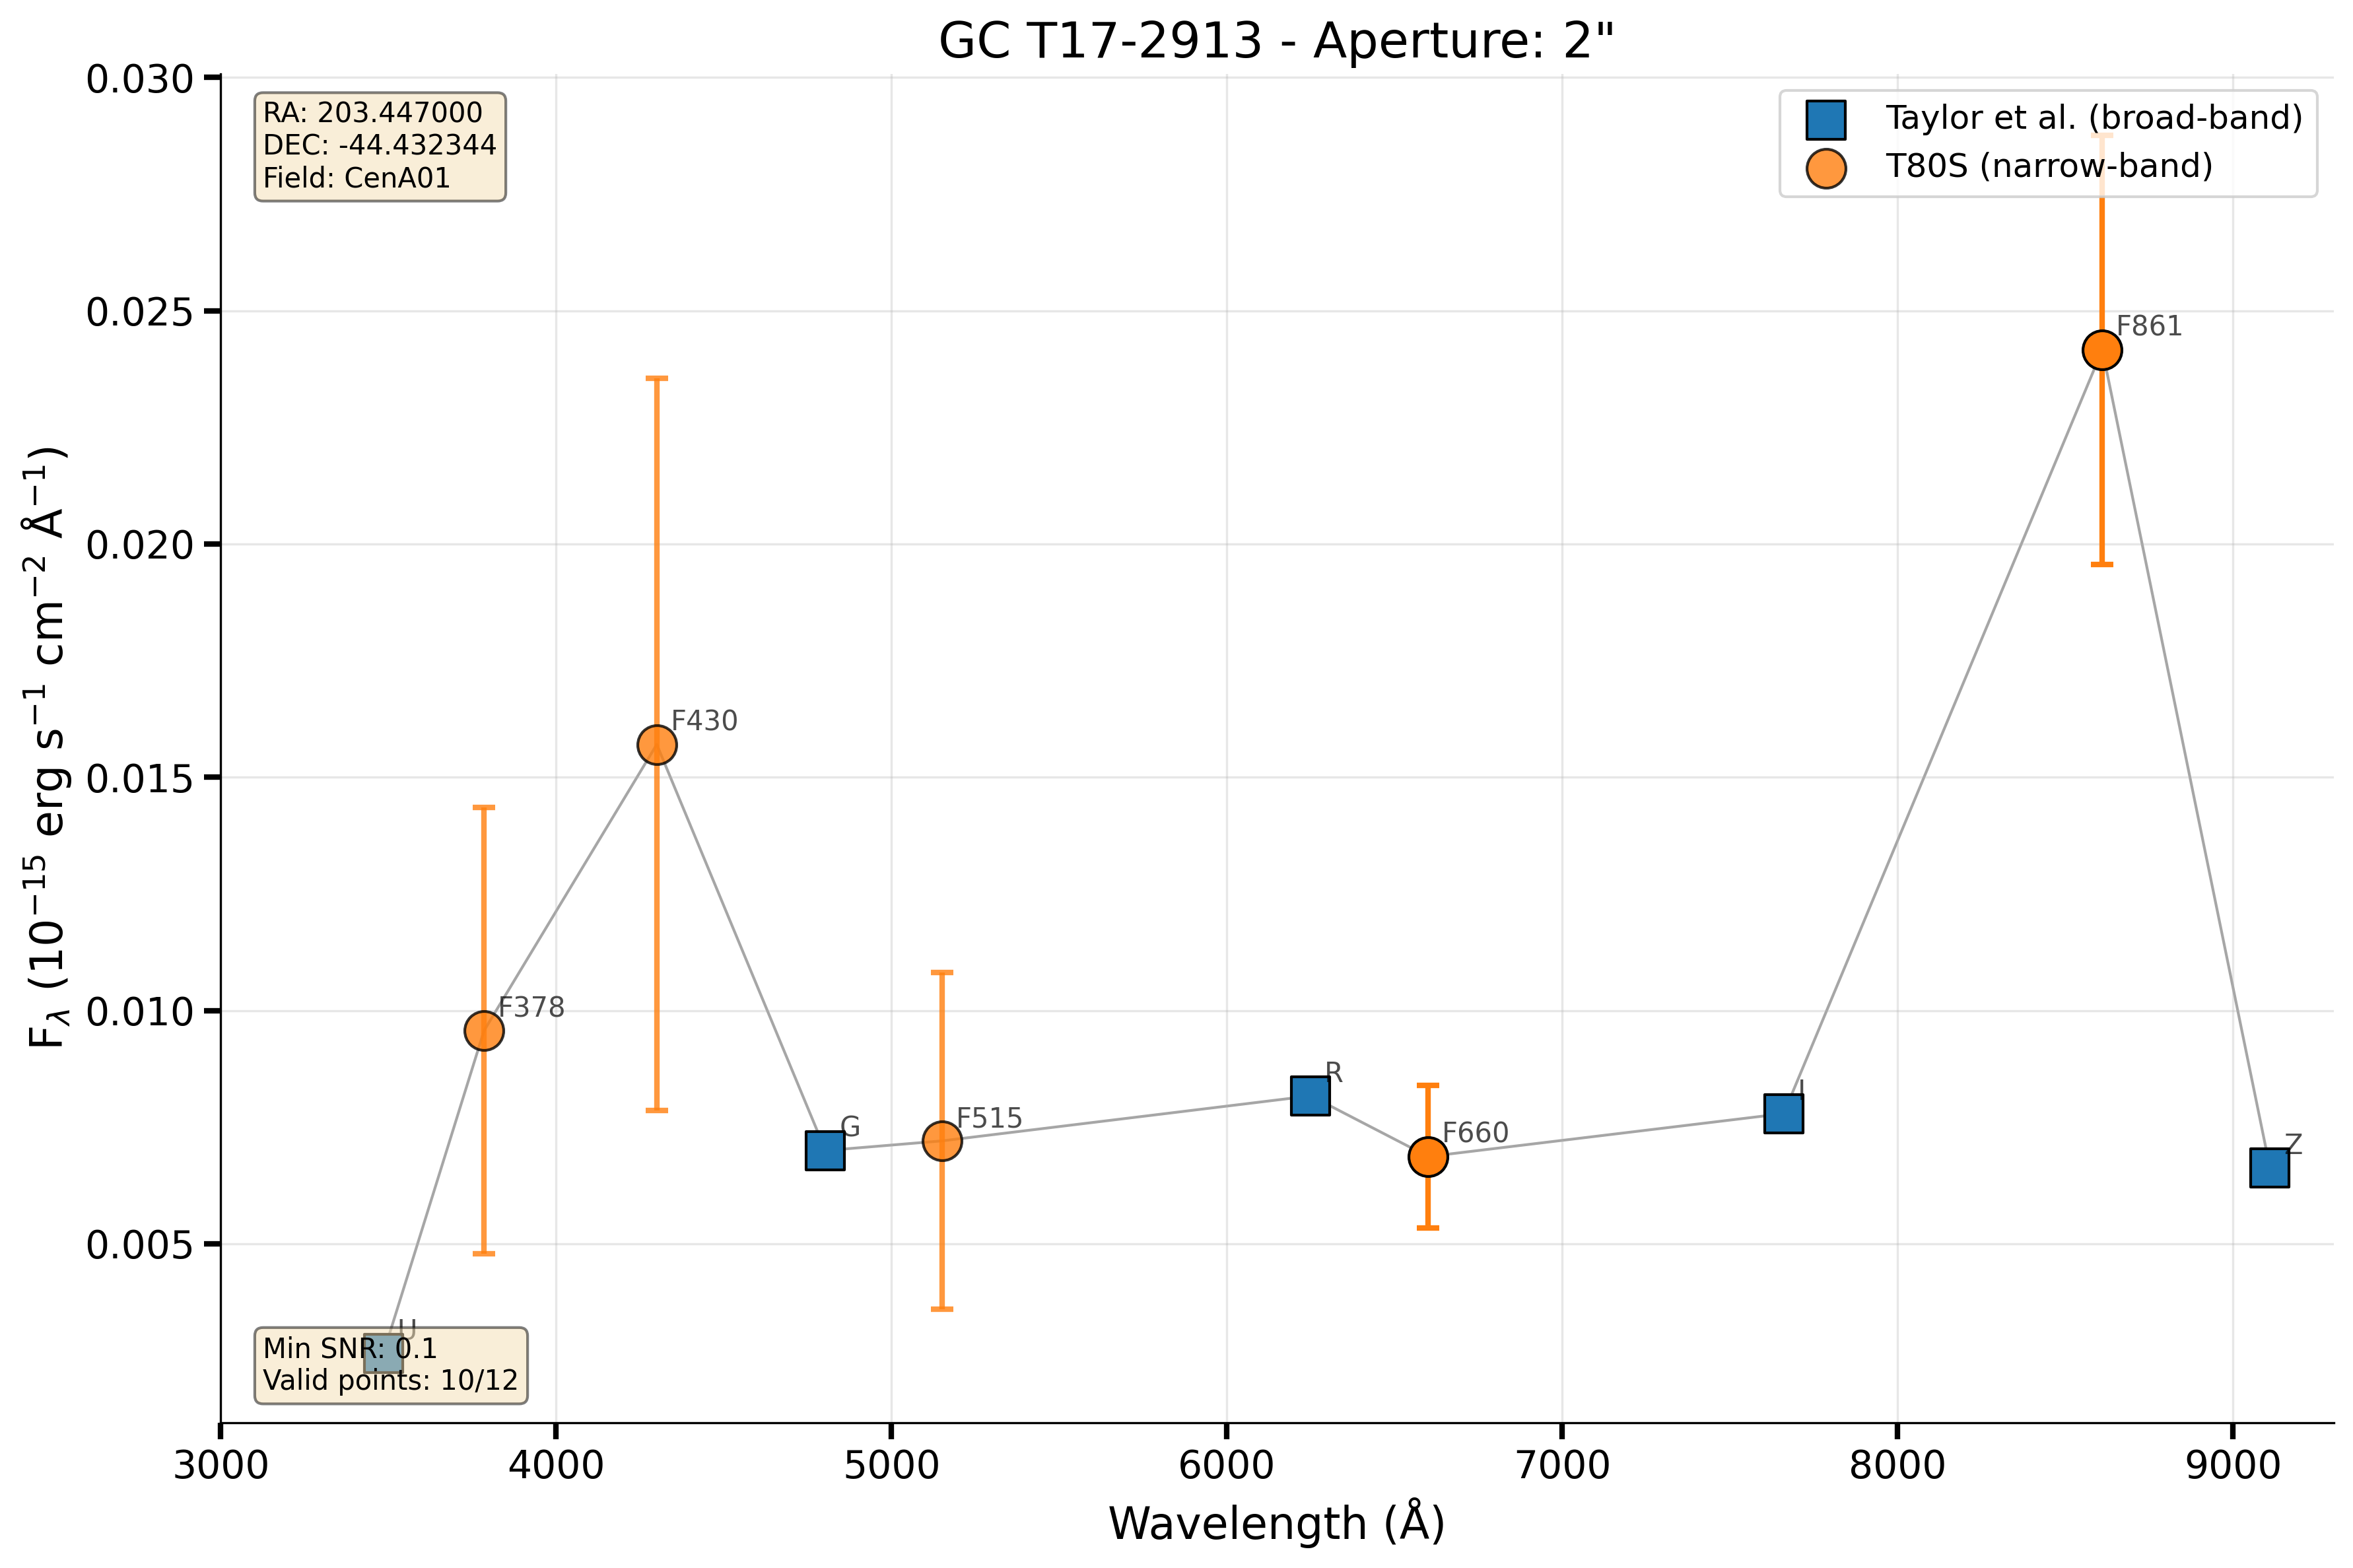 GC T17-2913 - Aperture: 2"
RA: 203.447000
DEC: -44.432344
Field: CenA01
Taylor et al. (broad-band)
T80S (narrow-band)
0.030
0.025
0.020
0.015
0.010
0.005
F_λ (10⁻¹⁵ erg s⁻¹ cm⁻² Å⁻¹)
F861
F430
F378
G
F515
R
F660
I
Z
U
Min SNR: 0.1
Valid points: 10/12
3000 4000 5000 6000 7000 8000 9000
Wavelength (Å)